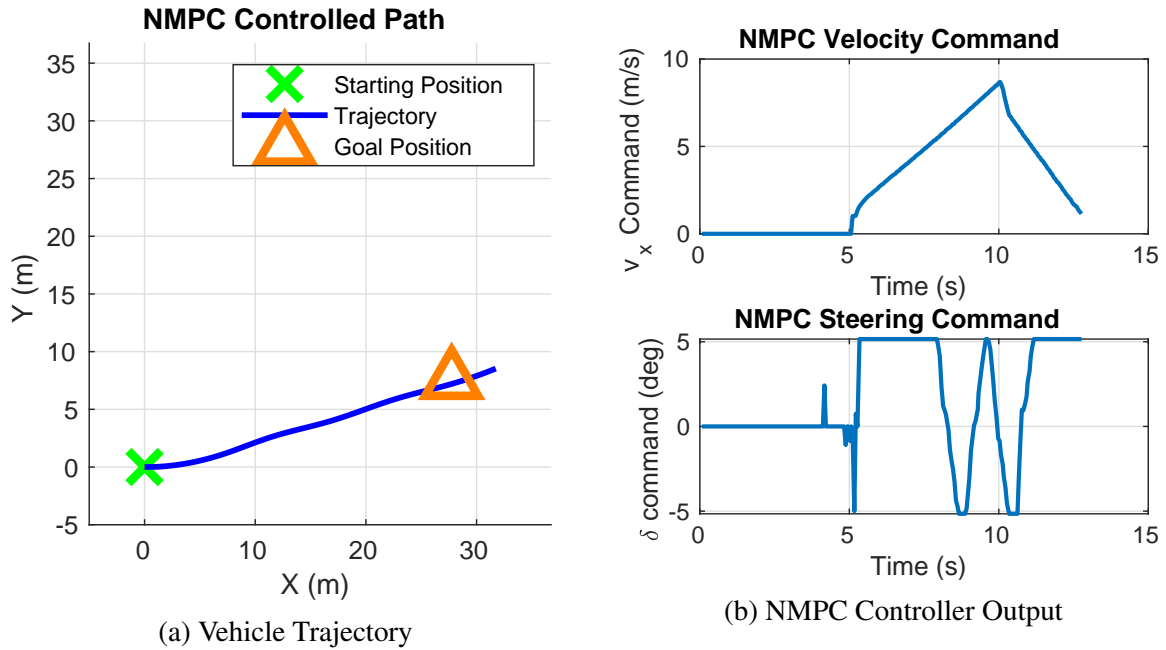 NMPC Controlled Path
35
30
25
20
15
10
5
0
-5
Y (m)
0
10
20
30
X (m)
Starting Position
Trajectory
Goal Position
(a) Vehicle Trajectory
NMPC Velocity Command
10
5
0
v_x Command (m/s)
0
5
10
15
Time (s)
NMPC Steering Command
5
0
-5
δ command (deg)
0
5
10
15
Time (s)
(b) NMPC Controller Output